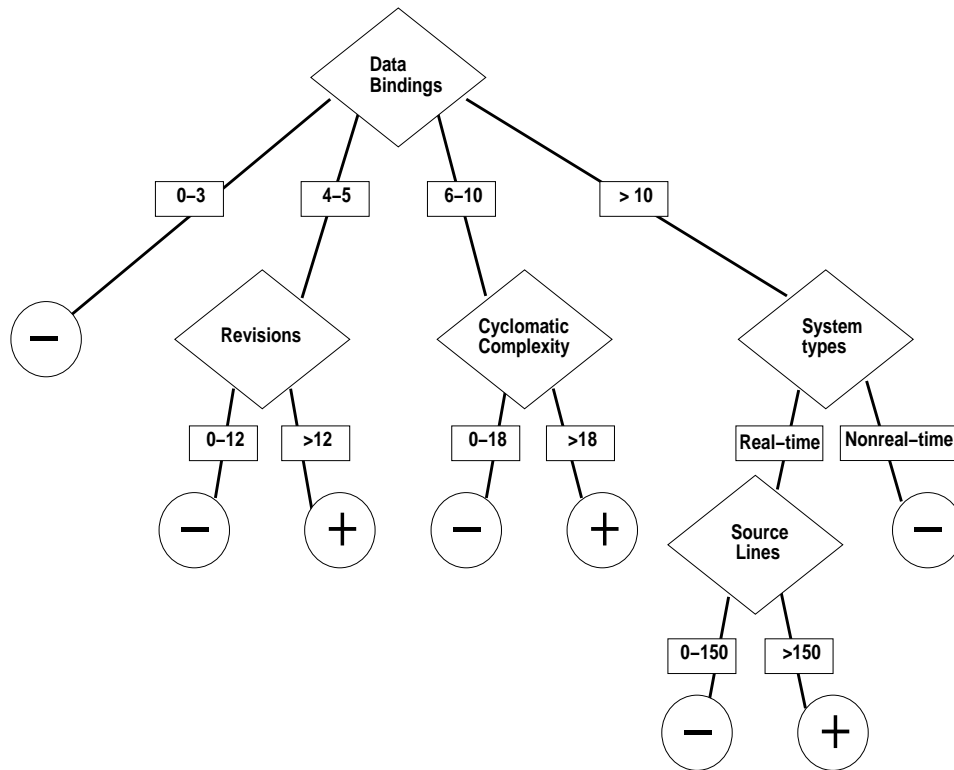 Data
Bindings
0–3
4–5
6–10
> 10
Revisions
Cyclomatic
Complexity
System
types
0–12
>12
0–18
>18
Real–time
Nonreal–time
Source
Lines
0–150
>150